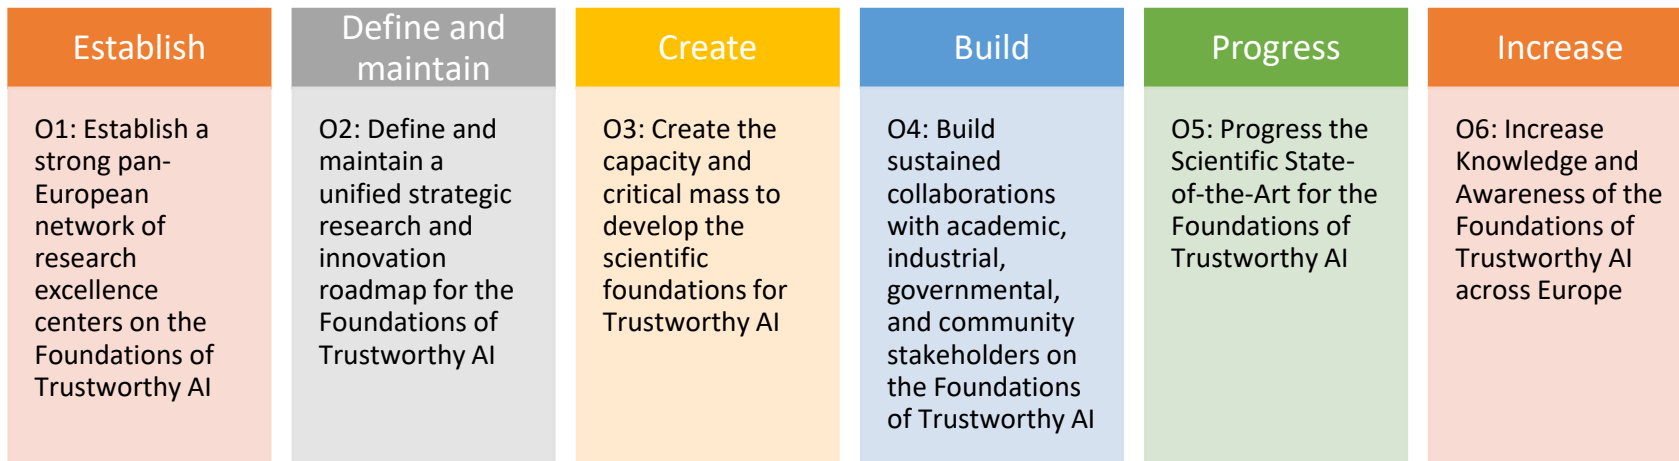 Establish
O1: Establish a
strong pan-
European
network of
research
excellence
centers on the
Foundations of
Trustworthy AI
Define and
maintain
O2: Define and
maintain a
unified strategic
research and
innovation
roadmap for the
Foundations of
Trustworthy AI
Create
O3: Create the
capacity and
critical mass to
develop the
scientific
foundations for
Trustworthy AI
Build
O4: Build
sustained
collaborations
with academic,
industrial,
governmental,
and community
stakeholders on
the Foundations
of Trustworthy AI
Progress
O5: Progress the
Scientific State-
of-the-Art for the
Foundations of
Trustworthy AI
Increase
O6: Increase
Knowledge and
Awareness of the
Foundations of
Trustworthy AI
across Europe